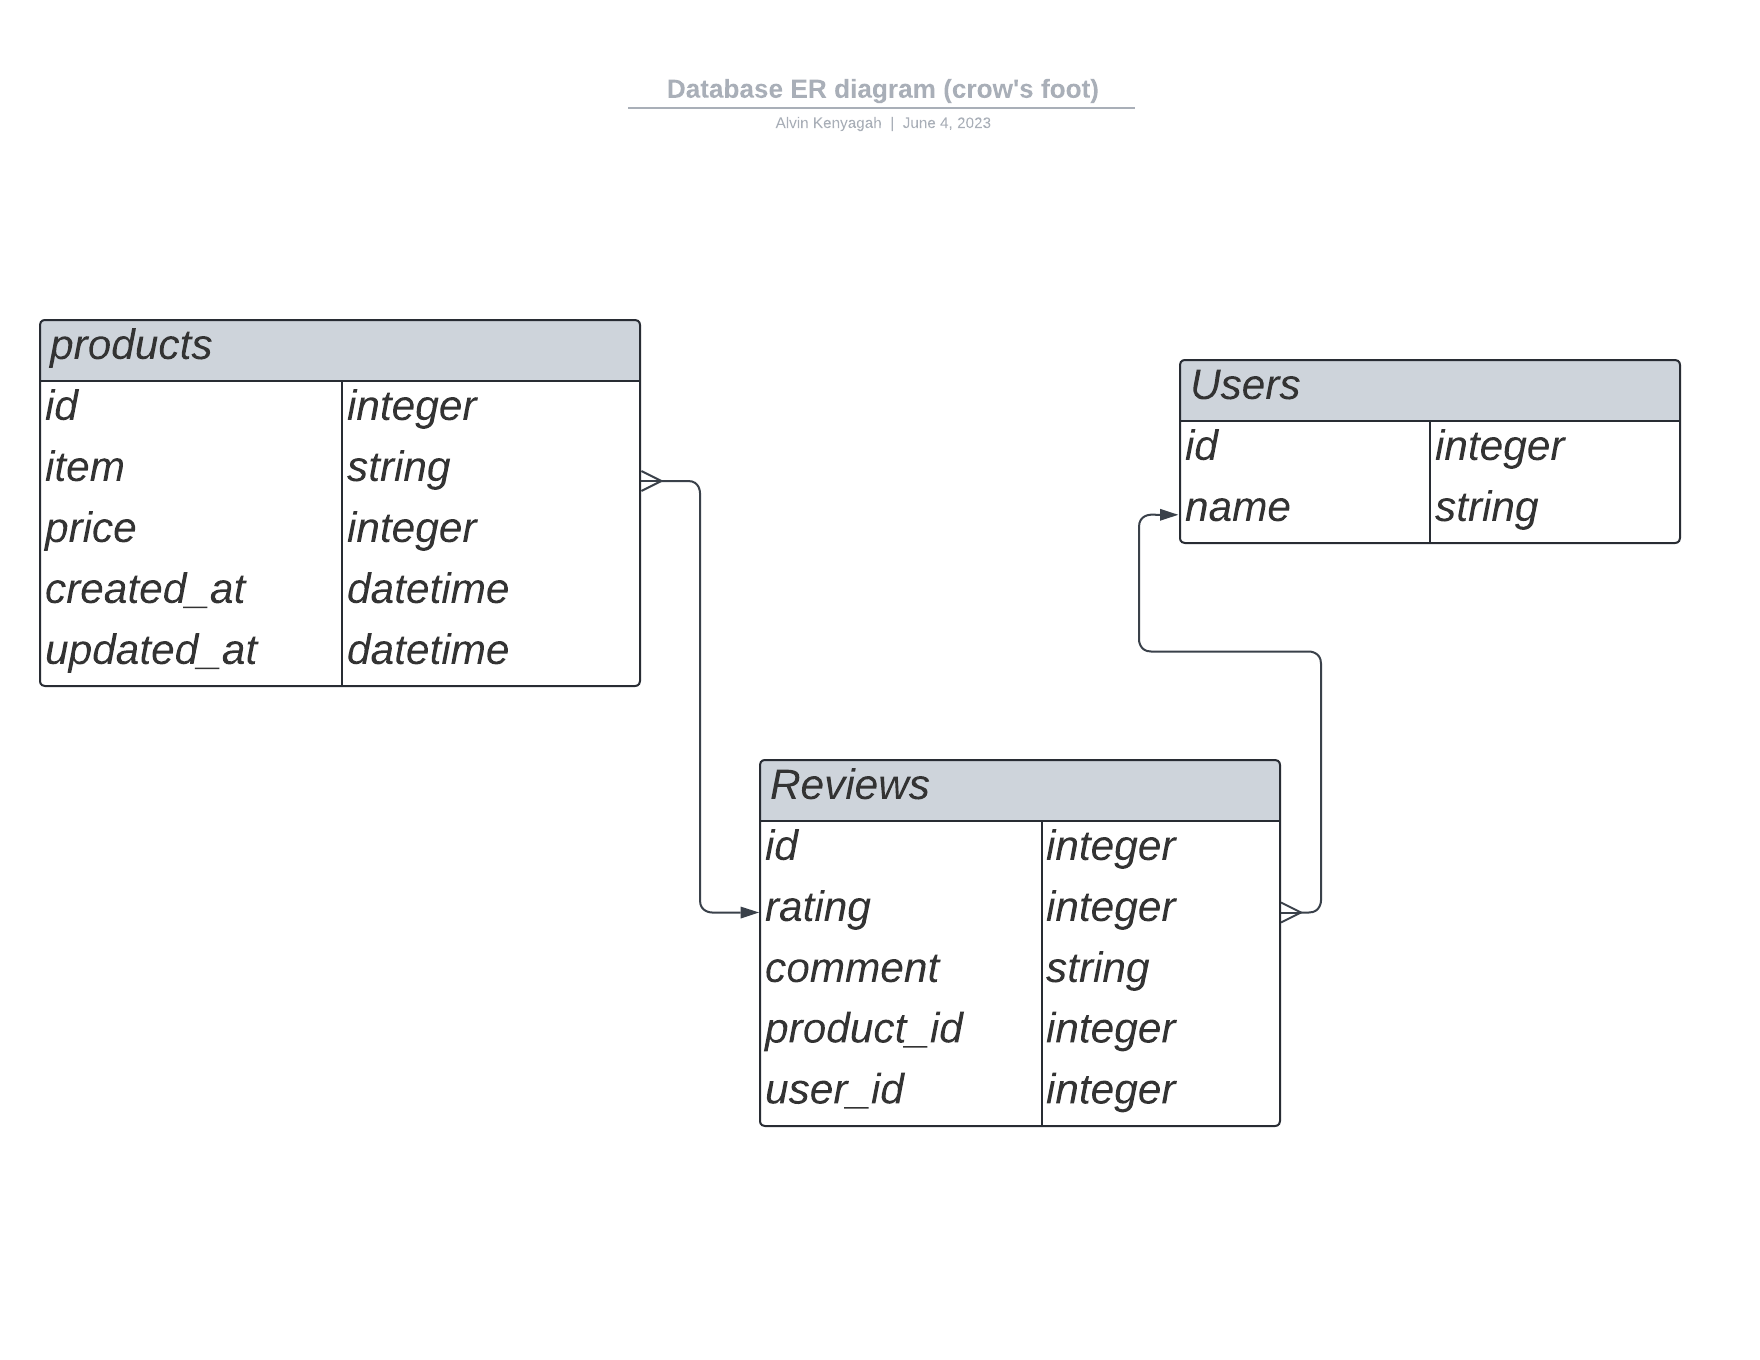 Database ER diagram (crow's foot)
Alvin Kenyagah | June 4, 2023
products
id integer
item string
price integer
created_at datetime
updated_at datetime
Users
id integer
name string
Reviews
id integer
rating integer
comment string
product_id integer
user_id integer